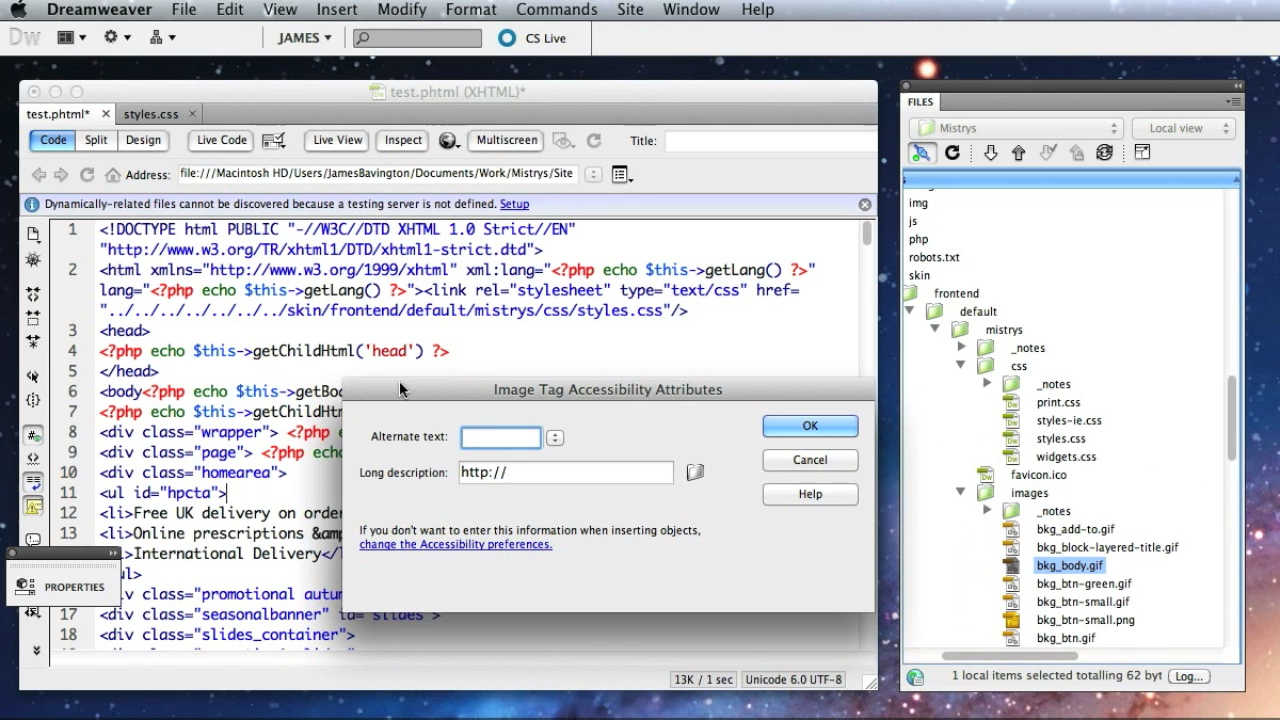 Dreamweaver File Edit View Insert Modify Format Commands Site Window Help
Dw JAMES CS Live
test.phtml (XHTML)*
test.phtml* styles.css
Code Split Design Live Code Live View Inspect Multiscreen Title:
Address: file:///Macintosh HD/Users/JamesBavington/Documents/Work/Mistrys/Site
Dynamically-related files cannot be discovered because a testing server is not defined. Setup
1 <!DOCTYPE html PUBLIC "-//W3C//DTD XHTML 1.0 Strict//EN"
"http://www.w3.org/TR/xhtml1/DTD/xhtml1-strict.dtd">
2 <html xmlns="http://www.w3.org/1999/xhtml" xml:lang="<?php echo $this->getLang() ?>"
lang="<?php echo $this->getLang() ?>"><link rel="stylesheet" type="text/css" href=
"../../../../../../skin/frontend/default/mistrys/css/styles.css"/>
3 <head>
4 <?php echo $this->getChildHtml('head') ?>
5 </head>
6 <body<?php echo $this->getBo
7 <?php echo $this->getChildHtm
8 <div class="wrapper"> <?php e
9 <div class="page"> <?php echo
10 <div class="homearea">
11 <ul id="hpcta">
12 <li>Free UK delivery on order
13 <li>Online prescriptions &amp
>International Delivery</l
ul>
<div class="promotional autum
17 <div class="seasonalbanner" id="slides">
18 <div class="slides_container">
PROPERTIES
13K / 1 sec Unicode 6.0 UTF-8
Image Tag Accessibility Attributes
Alternate text:
Long description: http://
If you don't want to enter this information when inserting objects,
change the Accessibility preferences.
OK
Cancel
Help
FILES
Mistrys Local view
img
js
php
robots.txt
skin
frontend
default
mistrys
_notes
css
_notes
print.css
styles-ie.css
styles.css
widgets.css
favicon.ico
images
_notes
bkg_add-to.gif
bkg_block-layered-title.gif
bkg_body.gif
bkg_btn-green.gif
bkg_btn-small.gif
bkg_btn-small.png
bkg_btn.gif
1 local items selected totalling 62 byt Log...